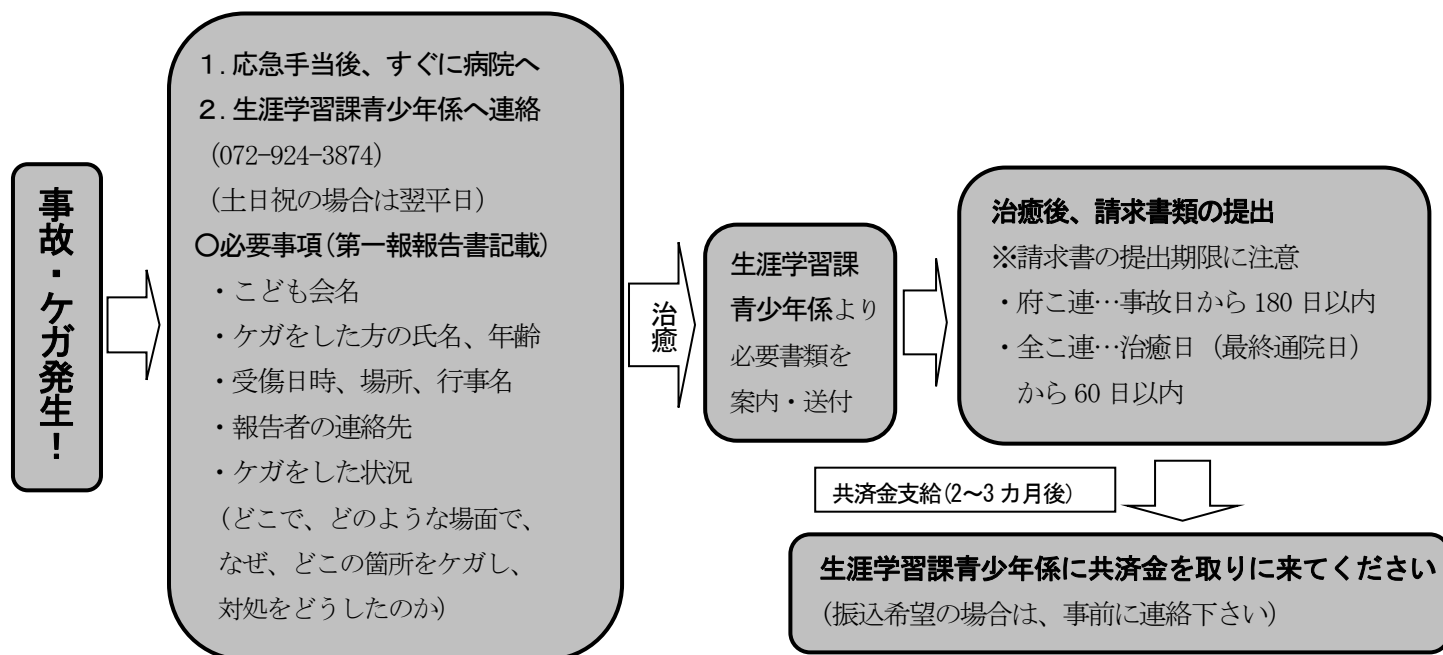 事故・ケガ発生！
１．応急手当後、すぐに病院へ
２．生涯学習課青少年係へ連絡
(072-924-3874)
(土日祝の場合は翌平日)
〇必要事項(第一報報告書記載)
・こども会名
・ケガをした方の氏名、年齢
・受傷日時、場所、行事名
・報告者の連絡先
・ケガをした状況
(どこで、どのような場面で、
なぜ、どこの箇所をケガし、
対処をどうしたのか)
治癒
生涯学習課
青少年係より
必要書類を
案内・送付
治癒後、請求書類の提出
※請求書の提出期限に注意
・府こ連…事故日から 180 日以内
・全こ連…治癒日（最終通院日）
から 60 日以内
共済金支給(2～3 カ月後)
生涯学習課青少年係に共済金を取りに来てください
(振込希望の場合は、事前に連絡下さい)